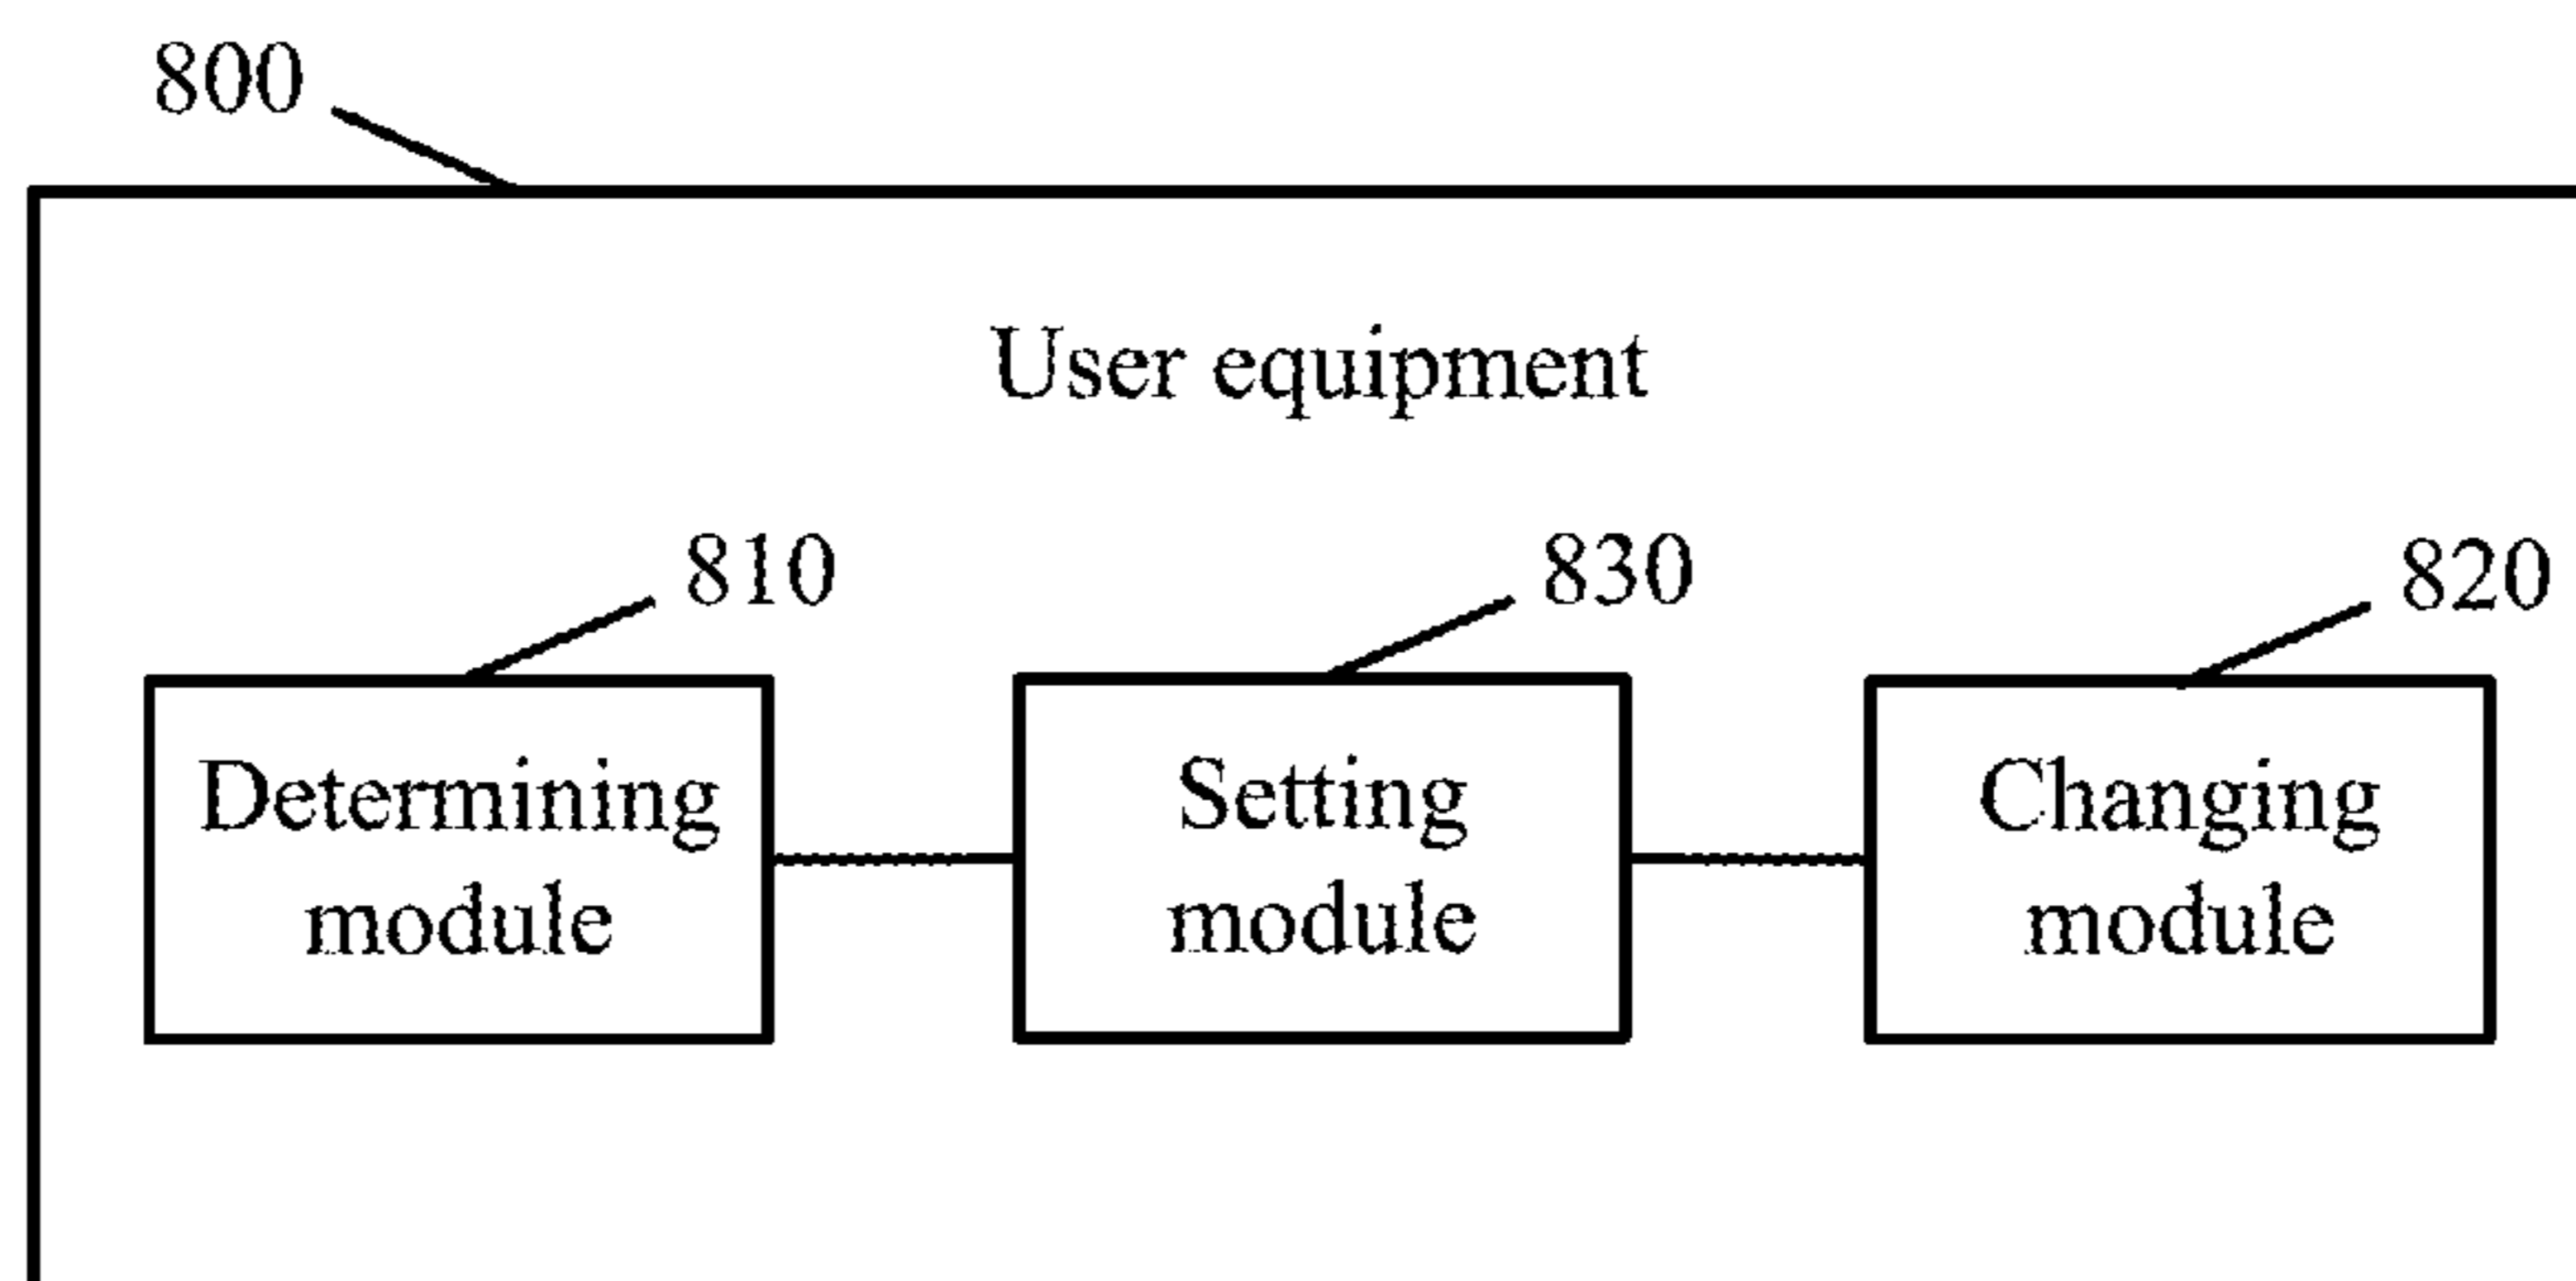 800
User equipment
810
830
820
Determining
module
Setting
module
Changing
module